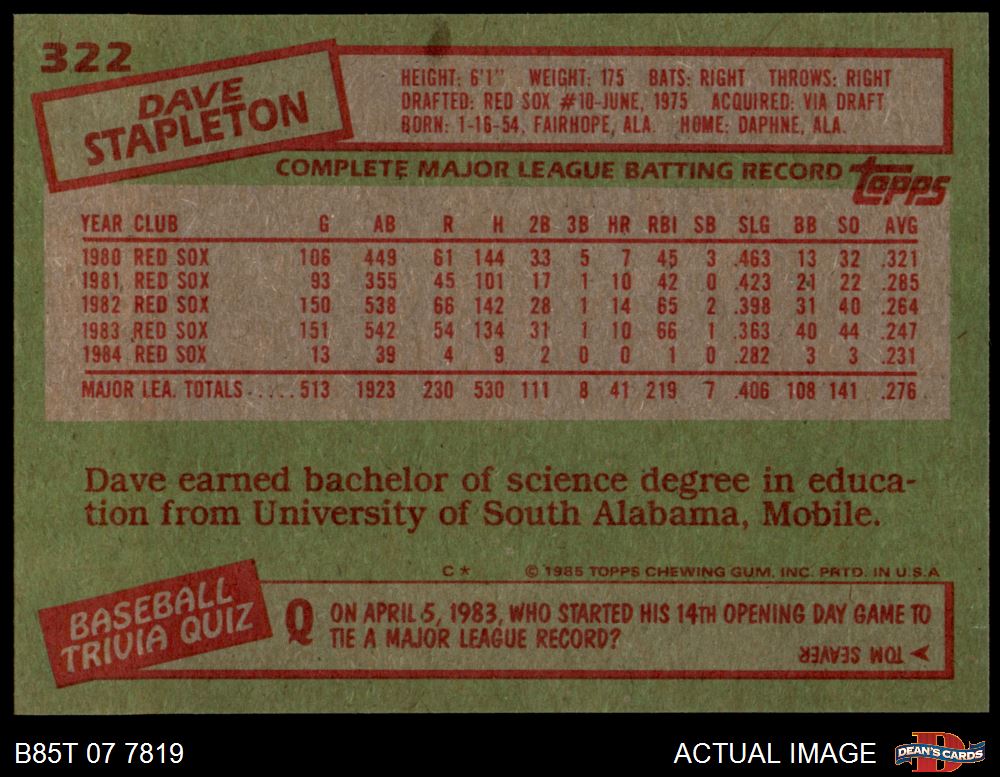 322
DAVE
STAPLETON
HEIGHT: 6'1" WEIGHT: 175 BATS: RIGHT THROWS: RIGHT
DRAFTED: RED SOX #10-JUNE, 1975 ACQUIRED: VIA DRAFT
BORN: 1-16-54, FAIRHOPE, ALA. HOME: DAPHNE, ALA.
COMPLETE MAJOR LEAGUE BATTING RECORD topps
YEAR CLUB G AB R H 2B 3B HR RBI SB SLG BB SO AVG
1980 RED SOX 106 449 61 144 33 5 7 45 3 .463 13 32 .321
1981 RED SOX 93 355 45 101 17 1 10 42 0 .423 21 22 .285
1982 RED SOX 150 538 66 142 28 1 14 65 2 .398 31 40 .264
1983 RED SOX 151 542 54 134 31 1 10 66 1 .363 40 44 .247
1984 RED SOX 13 39 4 9 2 0 0 1 0 .282 3 3 .231
MAJOR LEA. TOTALS ..... 513 1923 230 530 111 8 41 219 7 .406 108 141 .276
Dave earned bachelor of science degree in educa-
tion from University of South Alabama, Mobile.
C* © 1985 TOPPS CHEWING GUM, INC. PRTD. IN U.S.A
BASEBALL
TRIVIA QUIZ
Q ON APRIL 5, 1983, WHO STARTED HIS 14TH OPENING DAY GAME TO
TIE A MAJOR LEAGUE RECORD?
TOM SEAVER
B85T 07 7819
ACTUAL IMAGE
D
DEAN'S CARDS